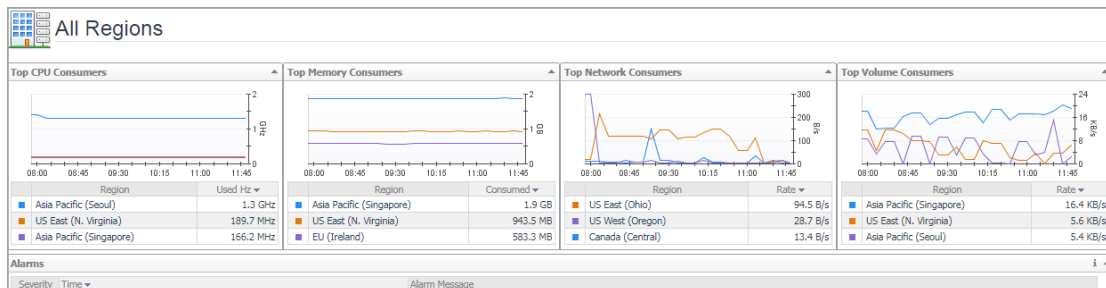 All Regions
Top CPU Consumers
2
1
0
GHz
08:00 08:45 09:30 10:15 11:00 11:45
Region Used Hz
Asia Pacific (Seoul) 1.3 GHz
US East (N. Virginia) 189.7 MHz
Asia Pacific (Singapore) 166.2 MHz
Top Memory Consumers
2
1
0
GB
08:00 08:45 09:30 10:15 11:00 11:45
Region Consumed
Asia Pacific (Singapore) 1.9 GB
US East (N. Virginia) 943.5 MB
EU (Ireland) 583.3 MB
Top Network Consumers
300
200
100
0
B/s
08:00 08:45 09:30 10:15 11:00 11:45
Region Rate
US East (Ohio) 94.5 B/s
US West (Oregon) 28.7 B/s
Canada (Central) 13.4 B/s
Top Volume Consumers
24
16
8
0
KB/s
08:00 08:45 09:30 10:15 11:00 11:45
Region Rate
Asia Pacific (Singapore) 16.4 KB/s
US East (N. Virginia) 5.6 KB/s
Asia Pacific (Seoul) 5.4 KB/s
Alarms i
Severity Time Alarm Message